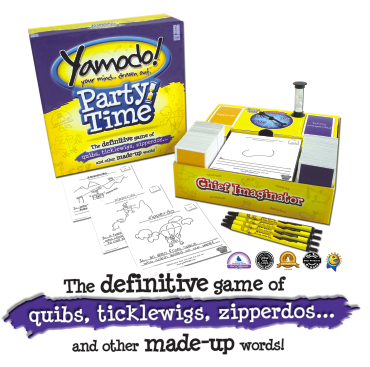 Yamodo!
your mind... drawn out.
Party
Time!
The definitive game of
quibs, ticklewigs, zipperdos
and other made-up words!
Chief Imaginator
The definitive game of
quibs, ticklewigs, zipperdos...
and other made-up words!